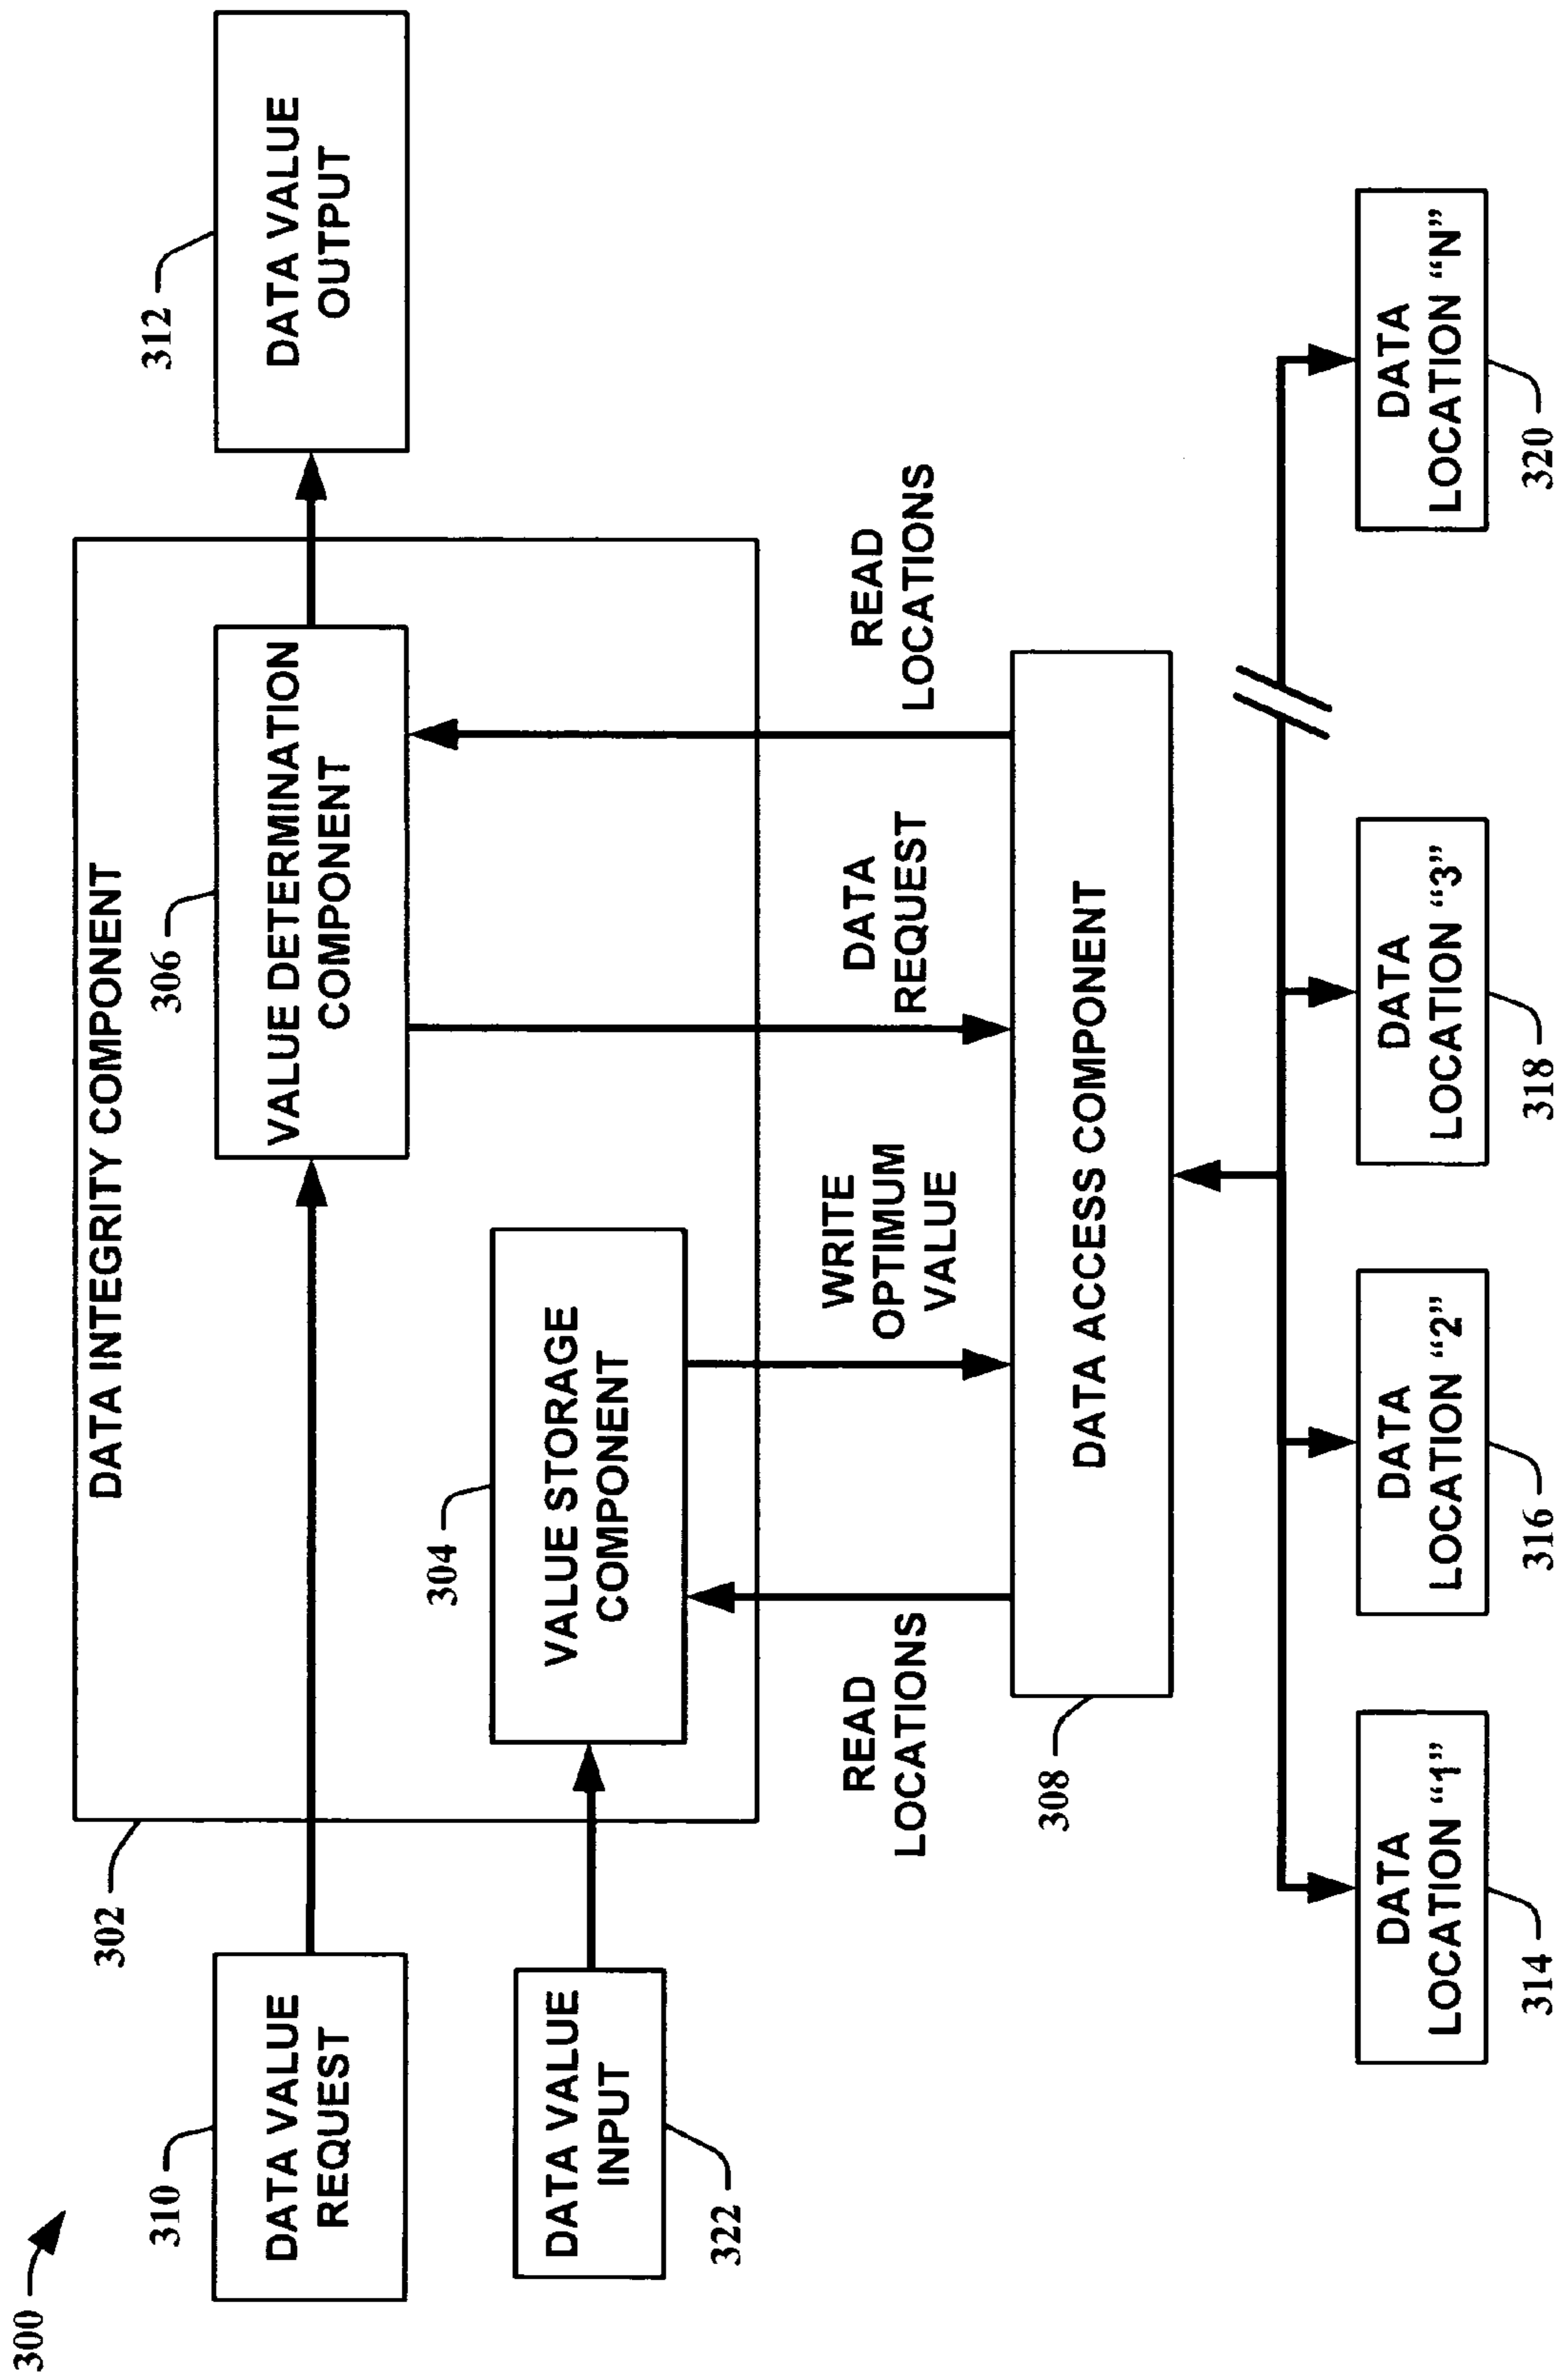 300
DATA INTEGRITY COMPONENT
302
310
DATA VALUE
REQUEST
306
VALUE DETERMINATION
COMPONENT
312
DATA VALUE
OUTPUT
322
DATA VALUE
INPUT
304
VALUE STORAGE
COMPONENT
READ
LOCATIONS
WRITE
OPTIMUM
VALUE
DATA
REQUEST
READ
LOCATIONS
308
DATA ACCESS COMPONENT
DATA
LOCATION “1”
314
DATA
LOCATION “2”
316
DATA
LOCATION “3”
318
DATA
LOCATION “N”
320